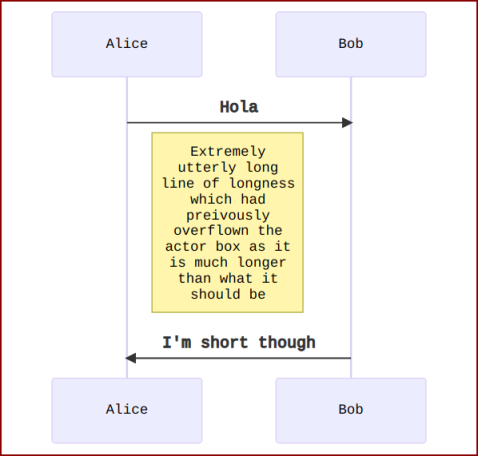 Alice
Bob
Hola
Extremely
utterly long
line of longness
which had
preivously
overflown the
actor box as it
is much longer
than what it
should be
I'm short though
Alice
Bob